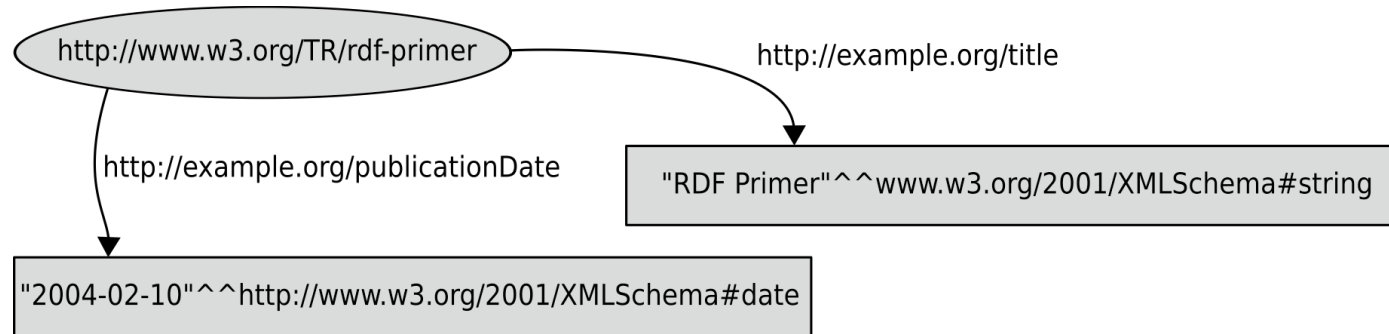 http://www.w3.org/TR/rdf-primer
http://example.org/title
http://example.org/publicationDate
"RDF Primer"^^www.w3.org/2001/XMLSchema#string
"2004-02-10"^^http://www.w3.org/2001/XMLSchema#date